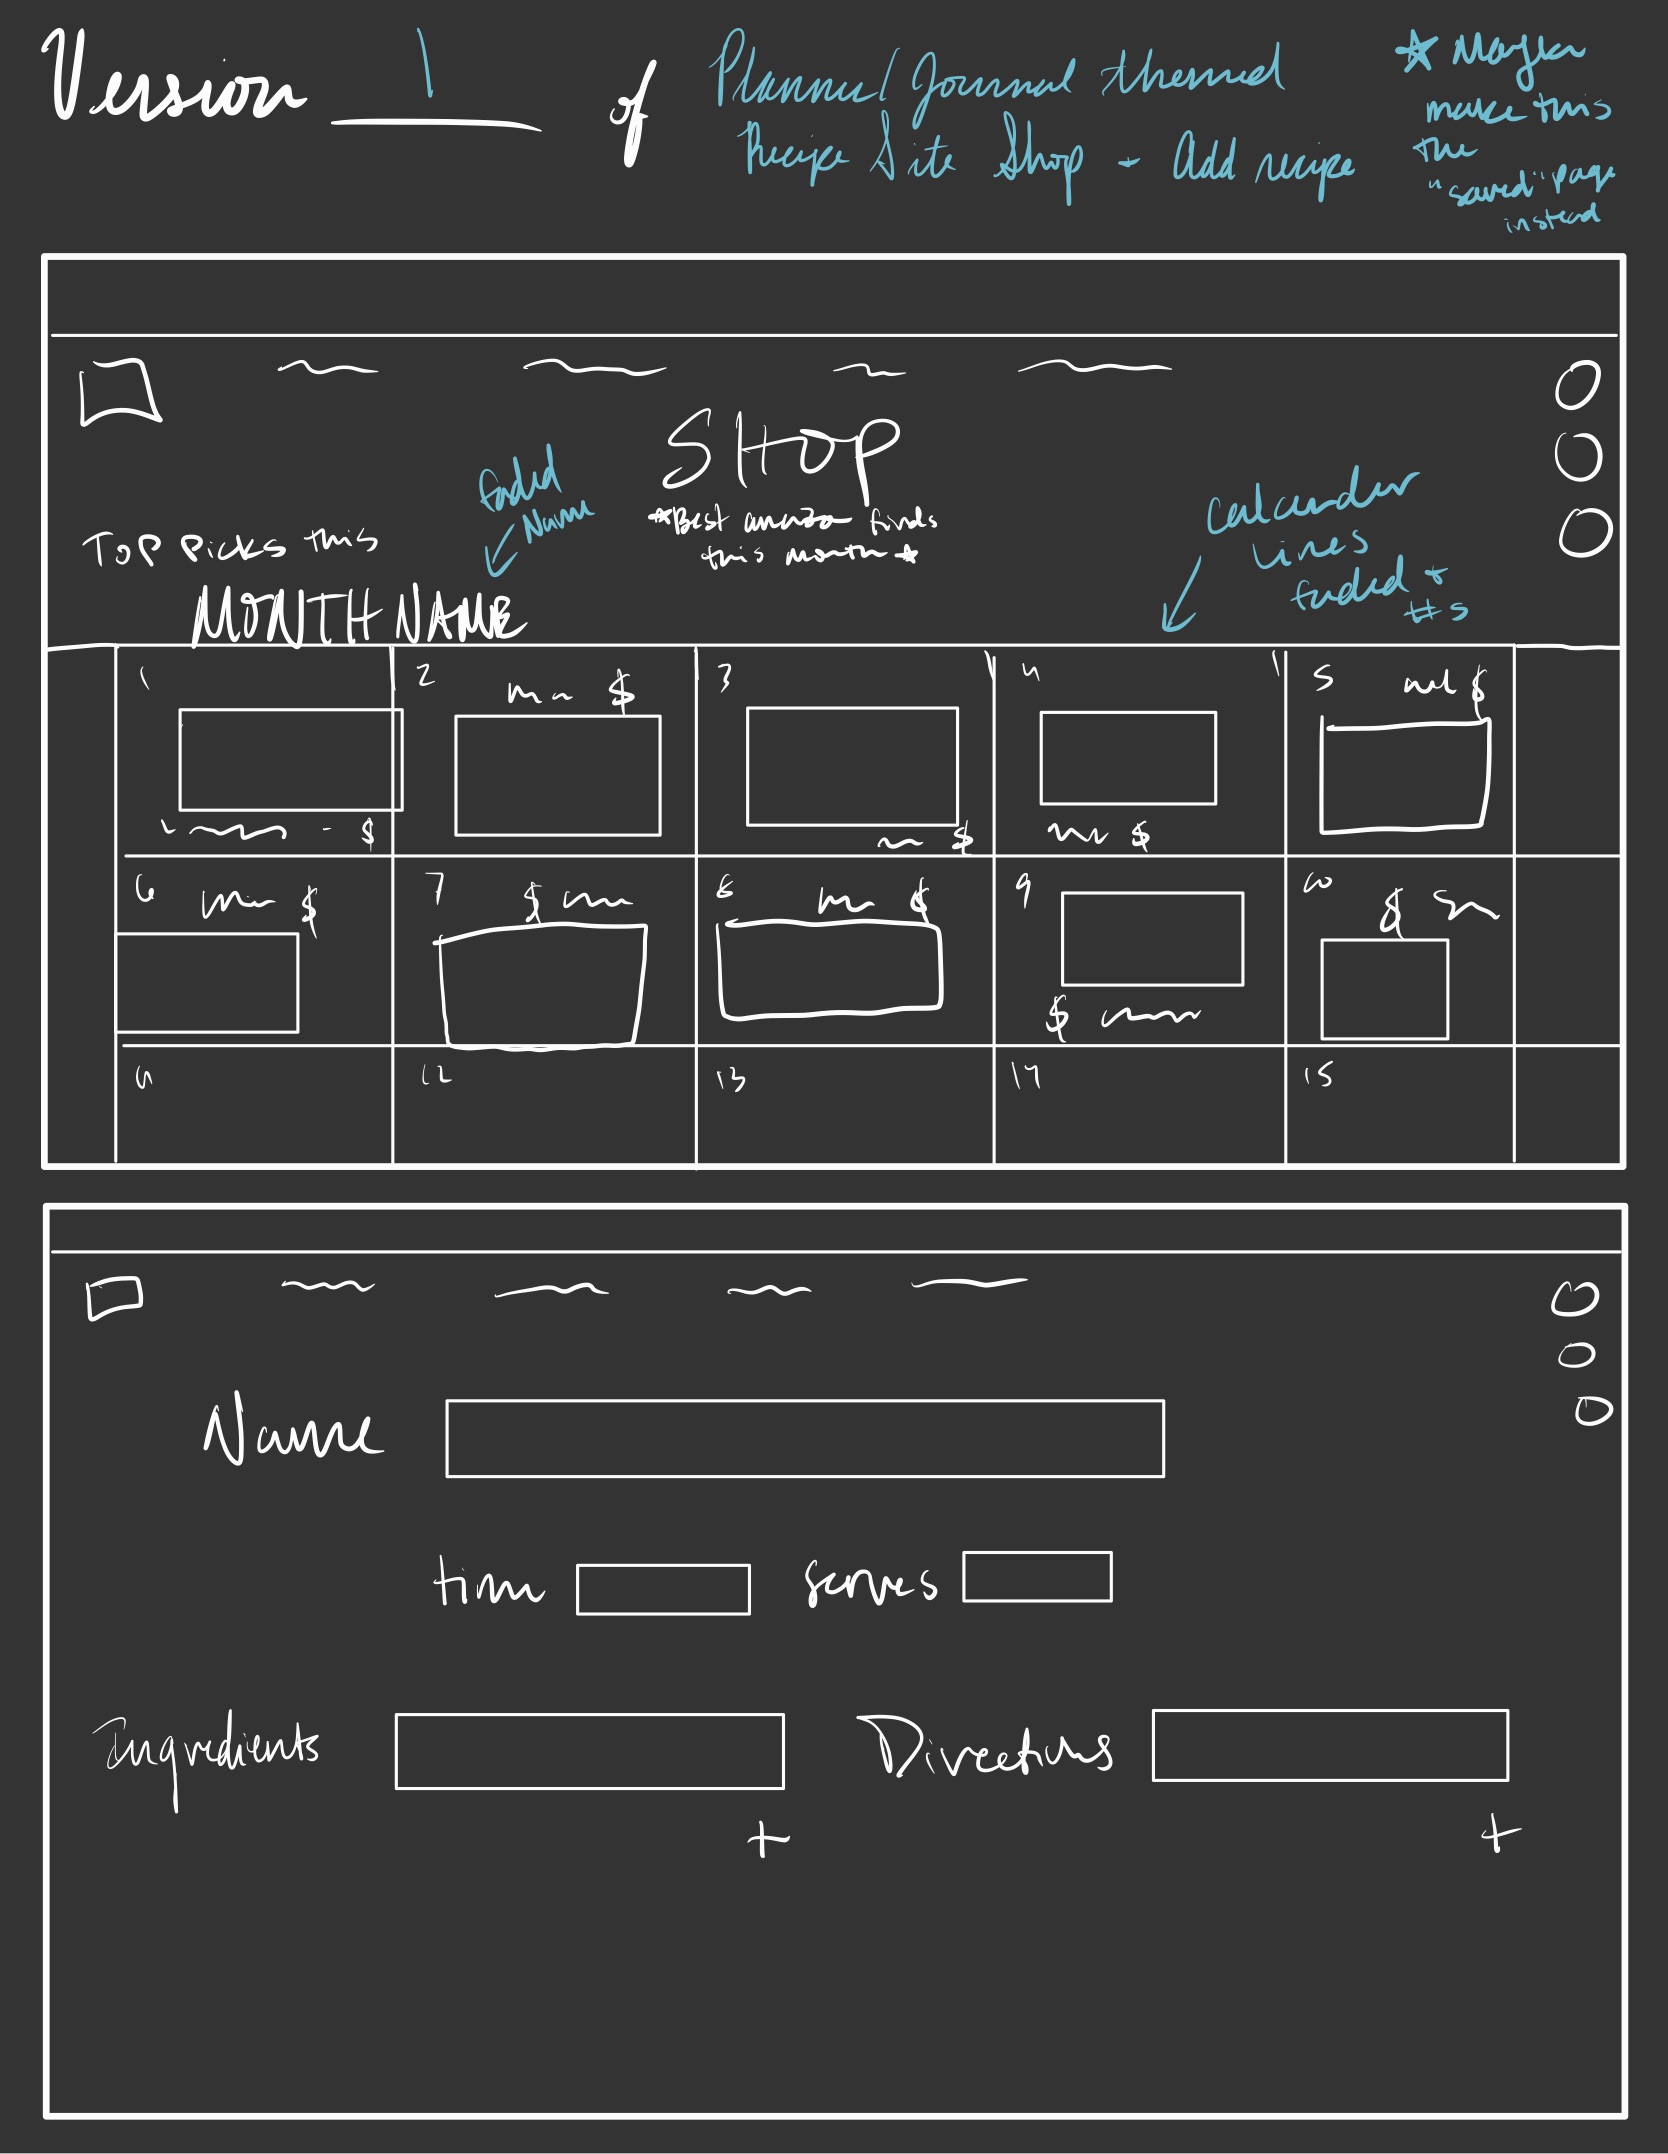 Version 1 of
Planner/Journal themed
Recipe Site Shop - Add recipe
* Maybe
make this
the
"saved" page
instead
SHOP
*Best amazon finds
this month*
faded
Name
Top Picks this
MONTH NAME
Calander
lines
faded &
#s
1 2 $ 3 4 5 $
$ $ $
6 $ 7 $ 8 $ 9 10 $
$
11 12 13 14 15
Name
time serves
Ingredients Directions
+ +